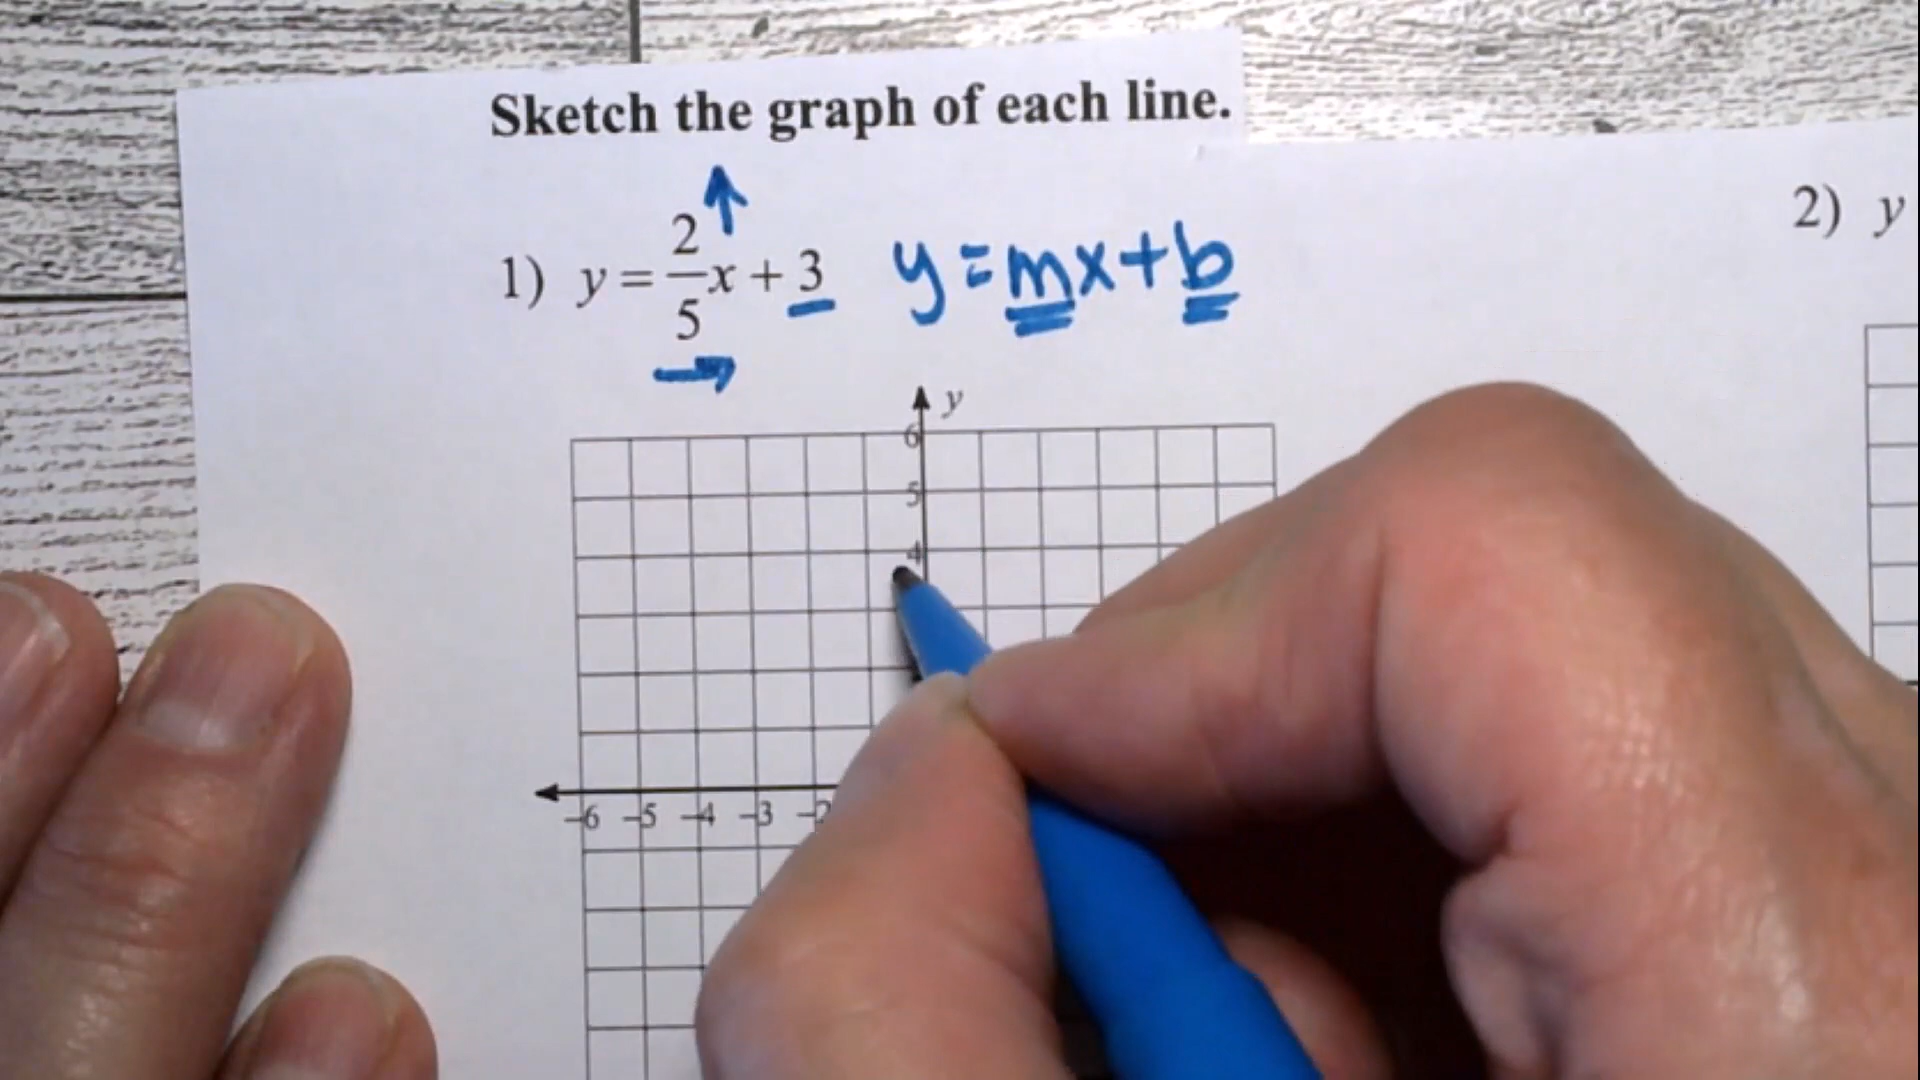 Sketch the graph of each line.
1) y = 2/5 x + 3 y = mx + b
2) y
y
6
5
4
-6 -5 -4 -3 -2